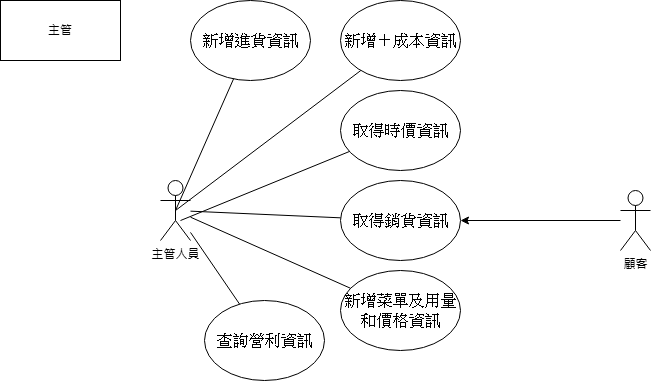 主管
新增進貨資訊
新增＋成本資訊
取得時價資訊
取得銷貨資訊
主管人員
顧客
新增菜單及用量
和價格資訊
查詢營利資訊